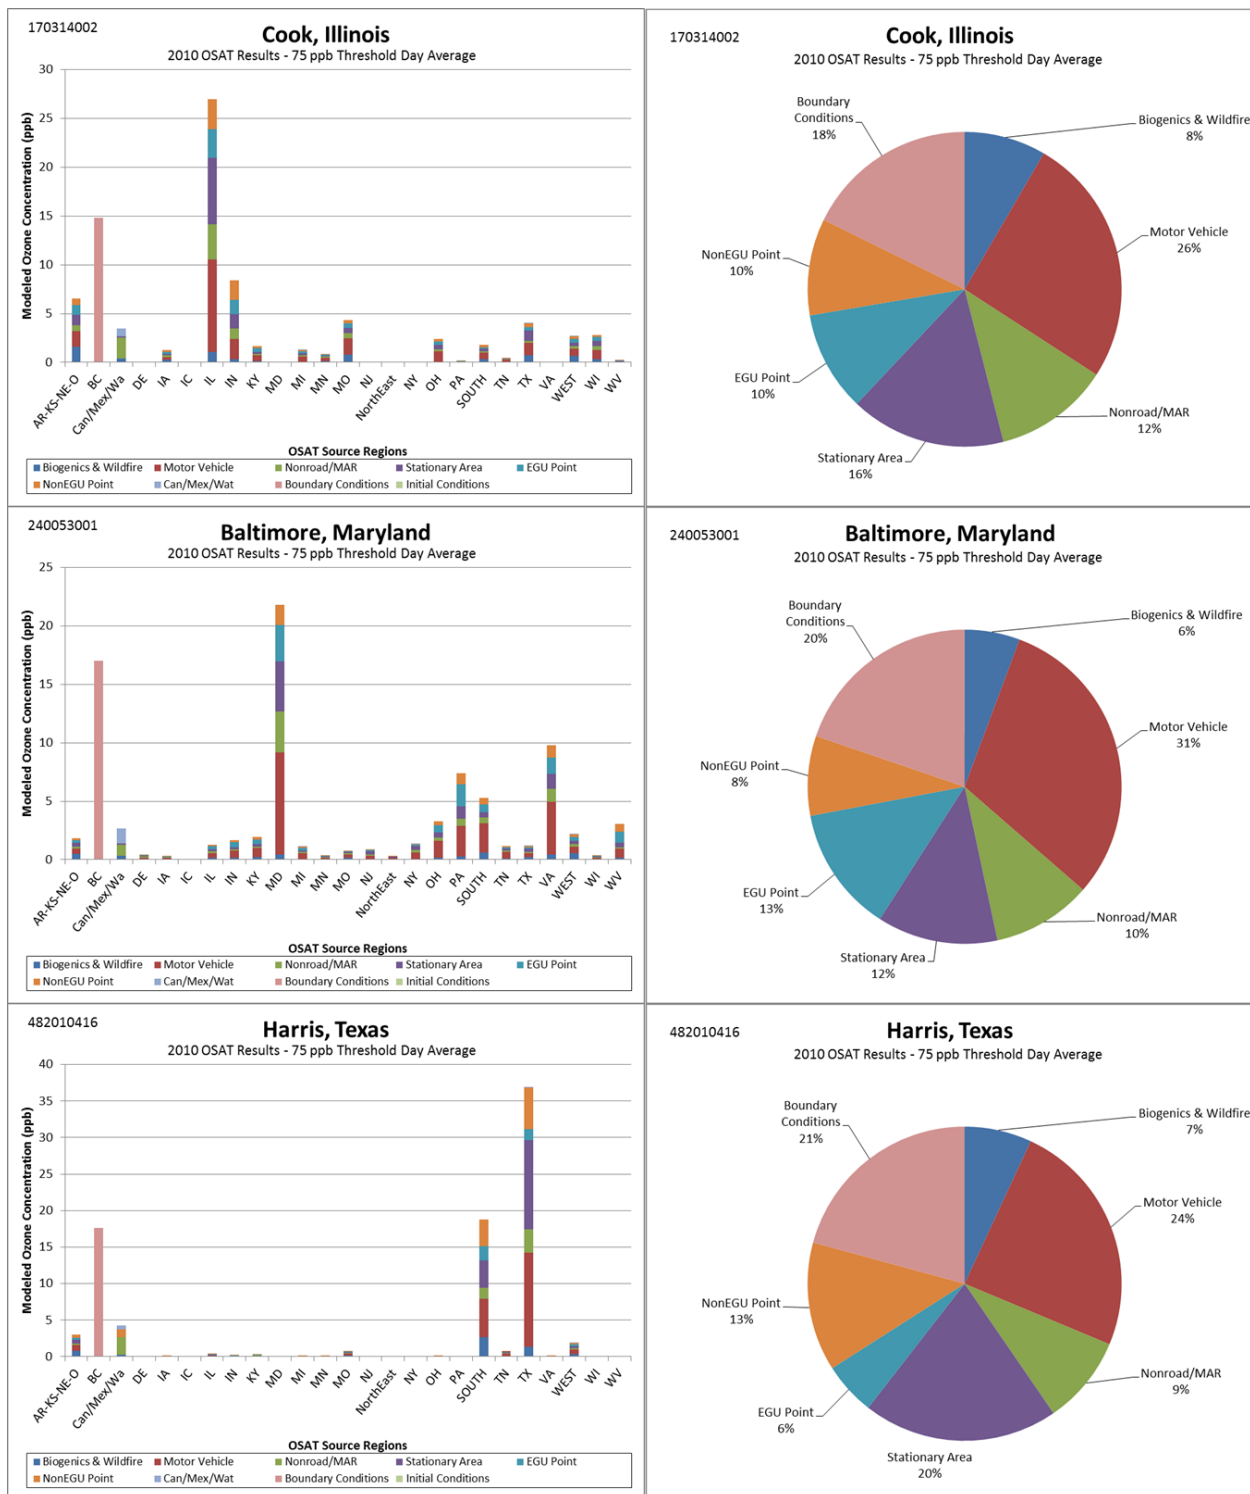 170314002
Cook, Illinois
2010 OSAT Results - 75 ppb Threshold Day Average
Modeled Ozone Concentration (ppb)
30
25
20
15
10
5
0
AR-KS-NE-O
BC
Can/Mex/Wa
DE
IA
IC
IL
IN
KY
MD
MI
MN
MO
NJ
NorthEast
NY
OH
PA
SOUTH
TN
TX
VA
WEST
WI
WV
OSAT Source Regions
Biogenics & Wildfire Motor Vehicle Nonroad/MAR Stationary Area EGU Point
NonEGU Point Can/Mex/Wat Boundary Conditions Initial Conditions
170314002
Cook, Illinois
2010 OSAT Results - 75 ppb Threshold Day Average
Boundary
Conditions
18%
Biogenics & Wildfire
8%
Motor Vehicle
26%
NonEGU Point
10%
EGU Point
10%
Nonroad/MAR
12%
Stationary Area
16%
240053001
Baltimore, Maryland
2010 OSAT Results - 75 ppb Threshold Day Average
Modeled Ozone Concentration (ppb)
25
20
15
10
5
0
AR-KS-NE-O
BC
Can/Mex/Wa
DE
IA
IC
IL
IN
KY
MD
MI
MN
MO
NJ
NorthEast
NY
OH
PA
SOUTH
TN
TX
VA
WEST
WI
WV
OSAT Source Regions
Biogenics & Wildfire Motor Vehicle Nonroad/MAR Stationary Area EGU Point
NonEGU Point Can/Mex/Wat Boundary Conditions Initial Conditions
240053001
Baltimore, Maryland
2010 OSAT Results - 75 ppb Threshold Day Average
Boundary
Conditions
20%
Biogenics & Wildfire
6%
Motor Vehicle
31%
NonEGU Point
8%
EGU Point
13%
Nonroad/MAR
10%
Stationary Area
12%
482010416
Harris, Texas
2010 OSAT Results - 75 ppb Threshold Day Average
Modeled Ozone Concentration (ppb)
40
35
30
25
20
15
10
5
0
AR-KS-NE-O
BC
Can/Mex/Wa
DE
IA
IC
IL
IN
KY
MD
MI
MN
MO
NJ
NorthEast
NY
OH
PA
SOUTH
TN
TX
VA
WEST
WI
WV
OSAT Source Regions
Biogenics & Wildfire Motor Vehicle Nonroad/MAR Stationary Area EGU Point
NonEGU Point Can/Mex/Wat Boundary Conditions Initial Conditions
482010416
Harris, Texas
2010 OSAT Results - 75 ppb Threshold Day Average
Boundary
Conditions
21%
Biogenics & Wildfire
7%
Motor Vehicle
24%
NonEGU Point
13%
EGU Point
6%
Nonroad/MAR
9%
Stationary Area
20%